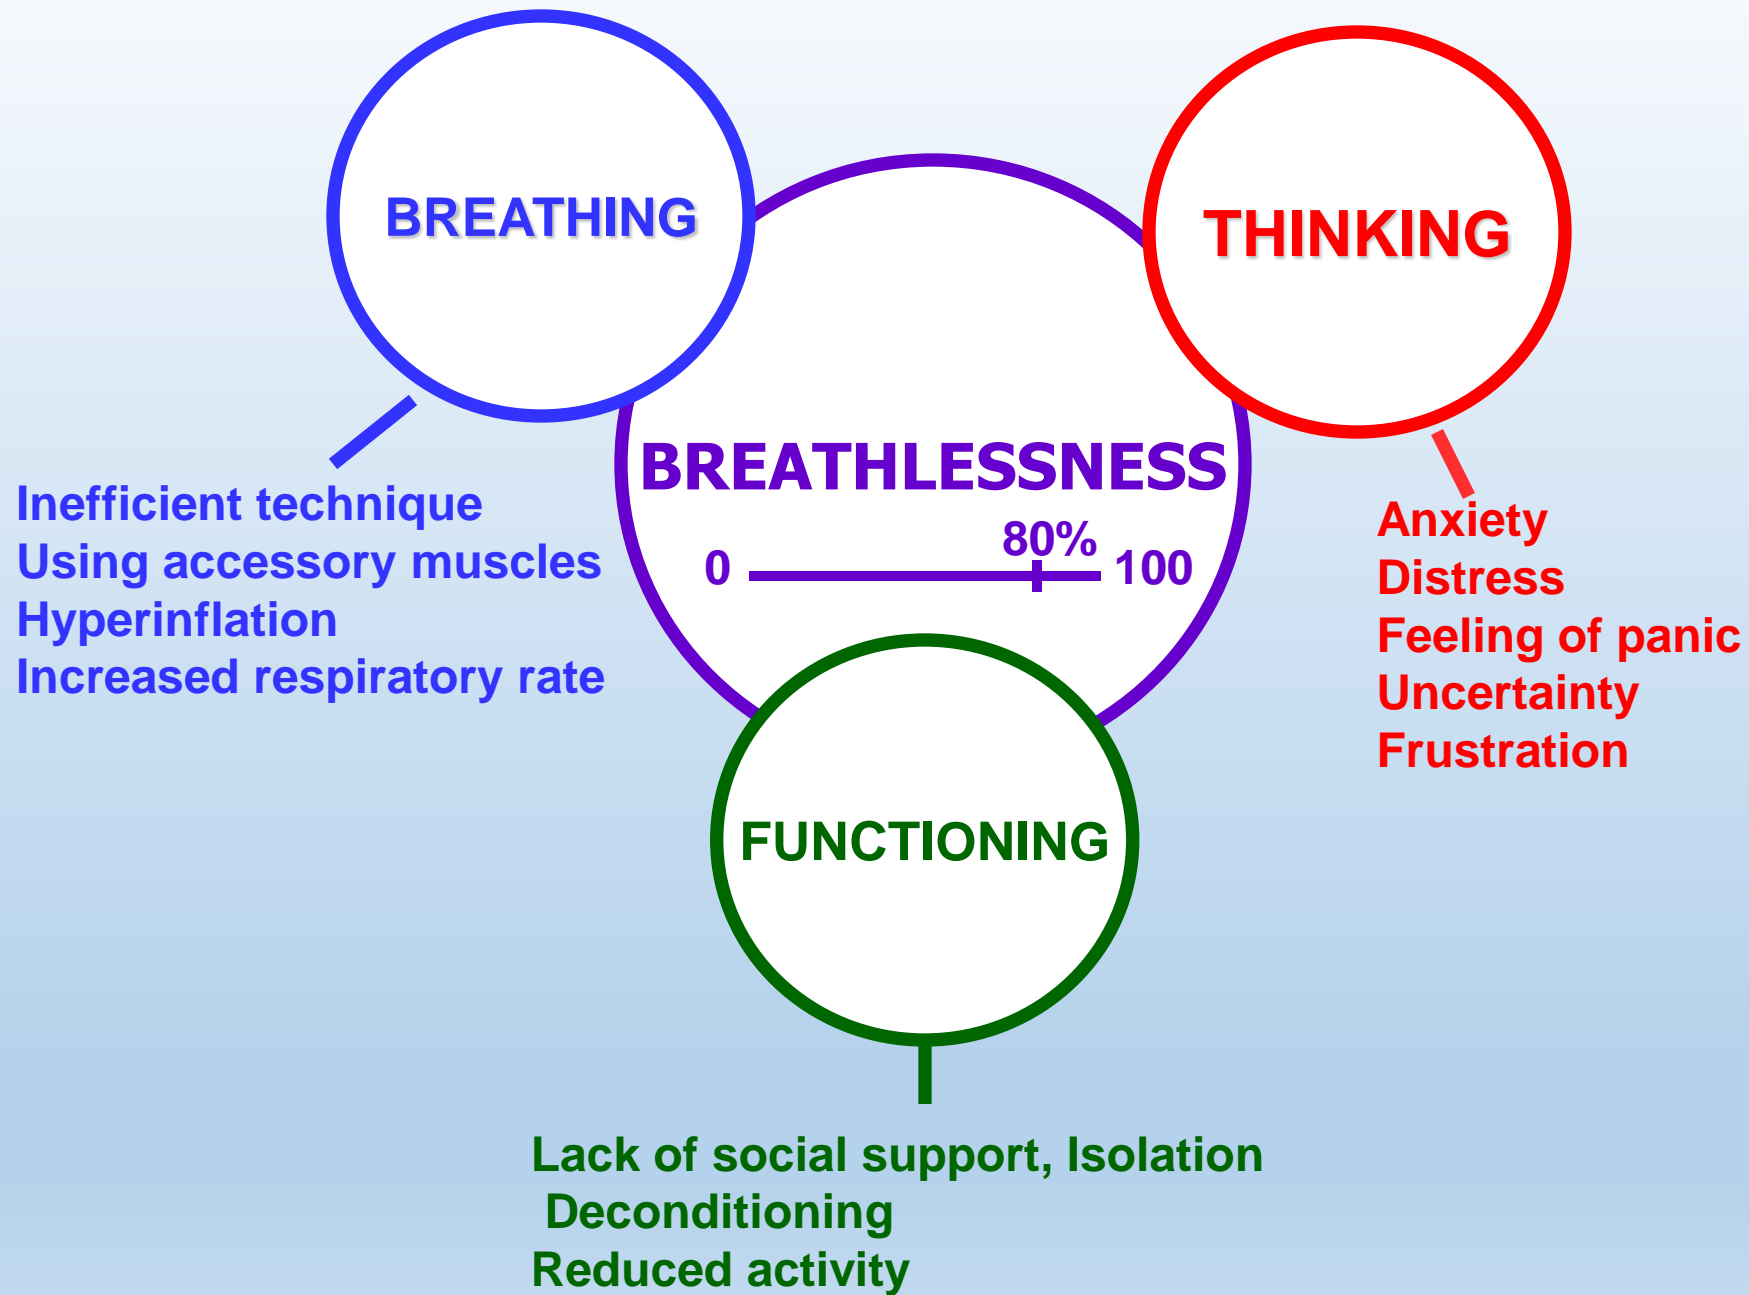 BREATHING
THINKING
BREATHLESSNESS
80%
0 100
Inefficient technique
Using accessory muscles
Hyperinflation
Increased respiratory rate
Anxiety
Distress
Feeling of panic
Uncertainty
Frustration
FUNCTIONING
Lack of social support, Isolation
Deconditioning
Reduced activity